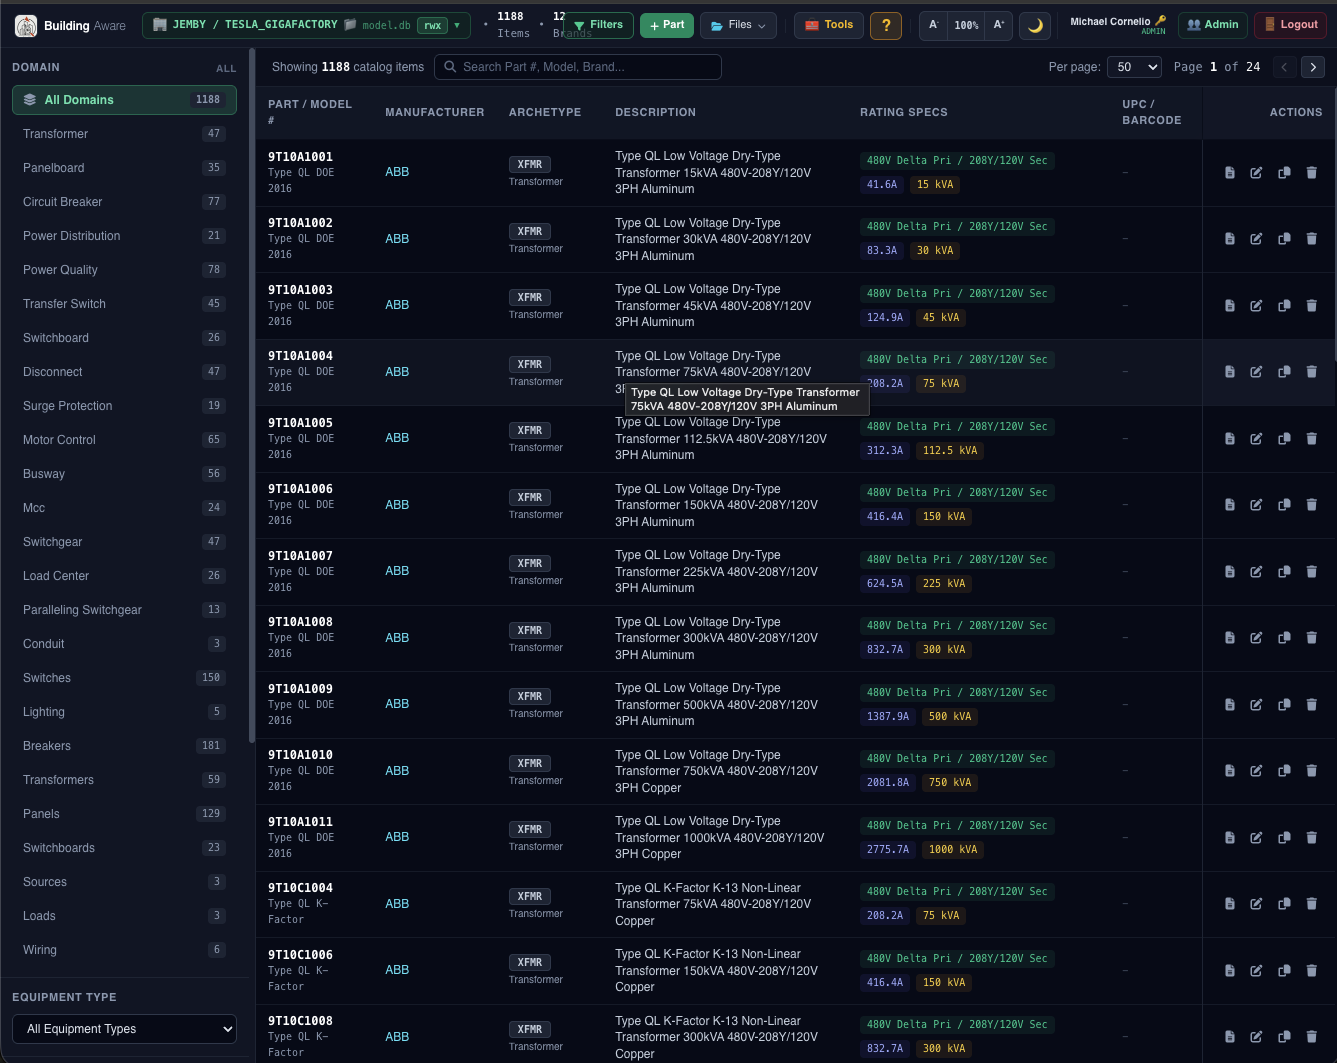 Building Aware
JEMBY / TESLA_GIGAFACTORY model.db rwx ▾
• 1188 Items
• 12 Brands
Filters
+ Part
Files
Tools
?
A-
100%
A+
Michael Cornelio
ADMIN
Admin
Logout
DOMAIN ALL
All Domains 1188
Transformer 47
Panelboard 35
Circuit Breaker 77
Power Distribution 21
Power Quality 78
Transfer Switch 45
Switchboard 26
Disconnect 47
Surge Protection 19
Motor Control 65
Busway 56
Mcc 24
Switchgear 47
Load Center 26
Paralleling Switchgear 13
Conduit 3
Switches 150
Lighting 5
Breakers 181
Transformers 59
Panels 129
Switchboards 23
Sources 3
Loads 3
Wiring 6
EQUIPMENT TYPE
All Equipment Types
Showing 1188 catalog items
Search Part #, Model, Brand...
Per page: 50
Page 1 of 24
PART / MODEL #
MANUFACTURER
ARCHETYPE
DESCRIPTION
RATING SPECS
UPC / BARCODE
ACTIONS
9T10A1001
Type QL DOE
2016
ABB
XFMR
Transformer
Type QL Low Voltage Dry-Type
Transformer 15kVA 480V-208Y/120V
3PH Aluminum
480V Delta Pri / 208Y/120V Sec
41.6A 15 kVA
—
9T10A1002
Type QL DOE
2016
ABB
XFMR
Transformer
Type QL Low Voltage Dry-Type
Transformer 30kVA 480V-208Y/120V
3PH Aluminum
480V Delta Pri / 208Y/120V Sec
83.3A 30 kVA
—
9T10A1003
Type QL DOE
2016
ABB
XFMR
Transformer
Type QL Low Voltage Dry-Type
Transformer 45kVA 480V-208Y/120V
3PH Aluminum
480V Delta Pri / 208Y/120V Sec
124.9A 45 kVA
—
9T10A1004
Type QL DOE
2016
ABB
XFMR
Transformer
Type QL Low Voltage Dry-Type
Transformer 75kVA 480V-208Y/120V
Type QL Low Voltage Dry-Type Transformer
75kVA 480V-208Y/120V 3PH Aluminum
480V Delta Pri / 208Y/120V Sec
208.2A 75 kVA
—
9T10A1005
Type QL DOE
2016
ABB
XFMR
Transformer
Type QL Low Voltage Dry-Type
Transformer 112.5kVA 480V-208Y/120V
3PH Aluminum
480V Delta Pri / 208Y/120V Sec
312.3A 112.5 kVA
—
9T10A1006
Type QL DOE
2016
ABB
XFMR
Transformer
Type QL Low Voltage Dry-Type
Transformer 150kVA 480V-208Y/120V
3PH Aluminum
480V Delta Pri / 208Y/120V Sec
416.4A 150 kVA
—
9T10A1007
Type QL DOE
2016
ABB
XFMR
Transformer
Type QL Low Voltage Dry-Type
Transformer 225kVA 480V-208Y/120V
3PH Aluminum
480V Delta Pri / 208Y/120V Sec
624.5A 225 kVA
—
9T10A1008
Type QL DOE
2016
ABB
XFMR
Transformer
Type QL Low Voltage Dry-Type
Transformer 300kVA 480V-208Y/120V
3PH Aluminum
480V Delta Pri / 208Y/120V Sec
832.7A 300 kVA
—
9T10A1009
Type QL DOE
2016
ABB
XFMR
Transformer
Type QL Low Voltage Dry-Type
Transformer 500kVA 480V-208Y/120V
3PH Aluminum
480V Delta Pri / 208Y/120V Sec
1387.9A 500 kVA
—
9T10A1010
Type QL DOE
2016
ABB
XFMR
Transformer
Type QL Low Voltage Dry-Type
Transformer 750kVA 480V-208Y/120V
3PH Copper
480V Delta Pri / 208Y/120V Sec
2081.8A 750 kVA
—
9T10A1011
Type QL DOE
2016
ABB
XFMR
Transformer
Type QL Low Voltage Dry-Type
Transformer 1000kVA 480V-208Y/120V
3PH Copper
480V Delta Pri / 208Y/120V Sec
2775.7A 1000 kVA
—
9T10C1004
Type QL K-
Factor
ABB
XFMR
Transformer
Type QL K-Factor K-13 Non-Linear
Transformer 75kVA 480V-208Y/120V
Copper
480V Delta Pri / 208Y/120V Sec
208.2A 75 kVA
—
9T10C1006
Type QL K-
Factor
ABB
XFMR
Transformer
Type QL K-Factor K-13 Non-Linear
Transformer 150kVA 480V-208Y/120V
Copper
480V Delta Pri / 208Y/120V Sec
416.4A 150 kVA
—
9T10C1008
Type QL K-
Factor
ABB
XFMR
Transformer
Type QL K-Factor K-13 Non-Linear
Transformer 300kVA 480V-208Y/120V
Copper
480V Delta Pri / 208Y/120V Sec
832.7A 300 kVA
—